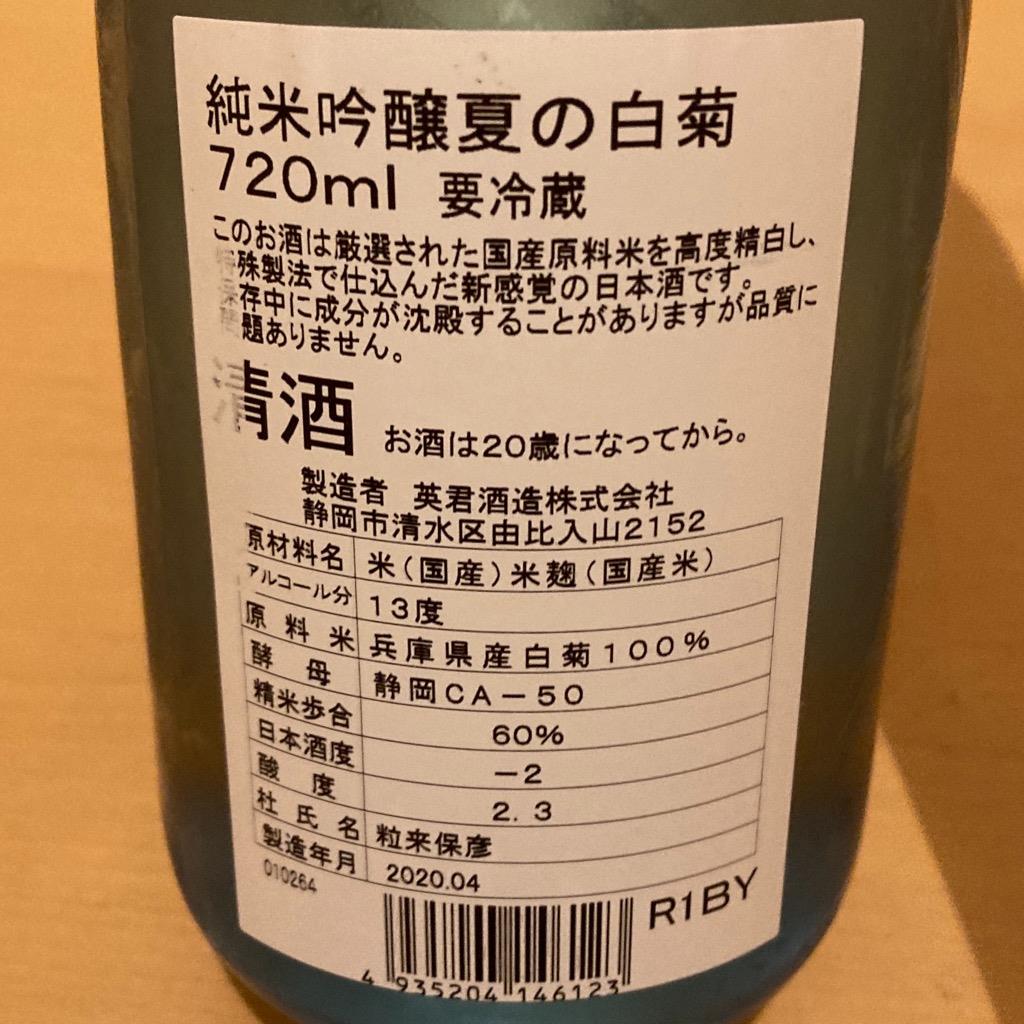 純米吟醸夏の白菊
720ml 要冷蔵
このお酒は厳選された国産原料米を高度精白し、
特殊製法で仕込んだ新感覚の日本酒です。
保存中に成分が沈殿することがありますが品質に
問題ありません。
清酒 お酒は20歳になってから。
製造者 英君酒造株式会社
静岡市清水区由比入山2152
原材料名 米(国産)米麹(国産米)
アルコール分 13度
原料米 兵庫県産白菊100%
酵母 静岡CA-50
精米歩合 60%
日本酒度 -2
酸度 2.3
杜氏名 粒来保彦
製造年月 2020.04
010264
R1BY
4 935204 146123